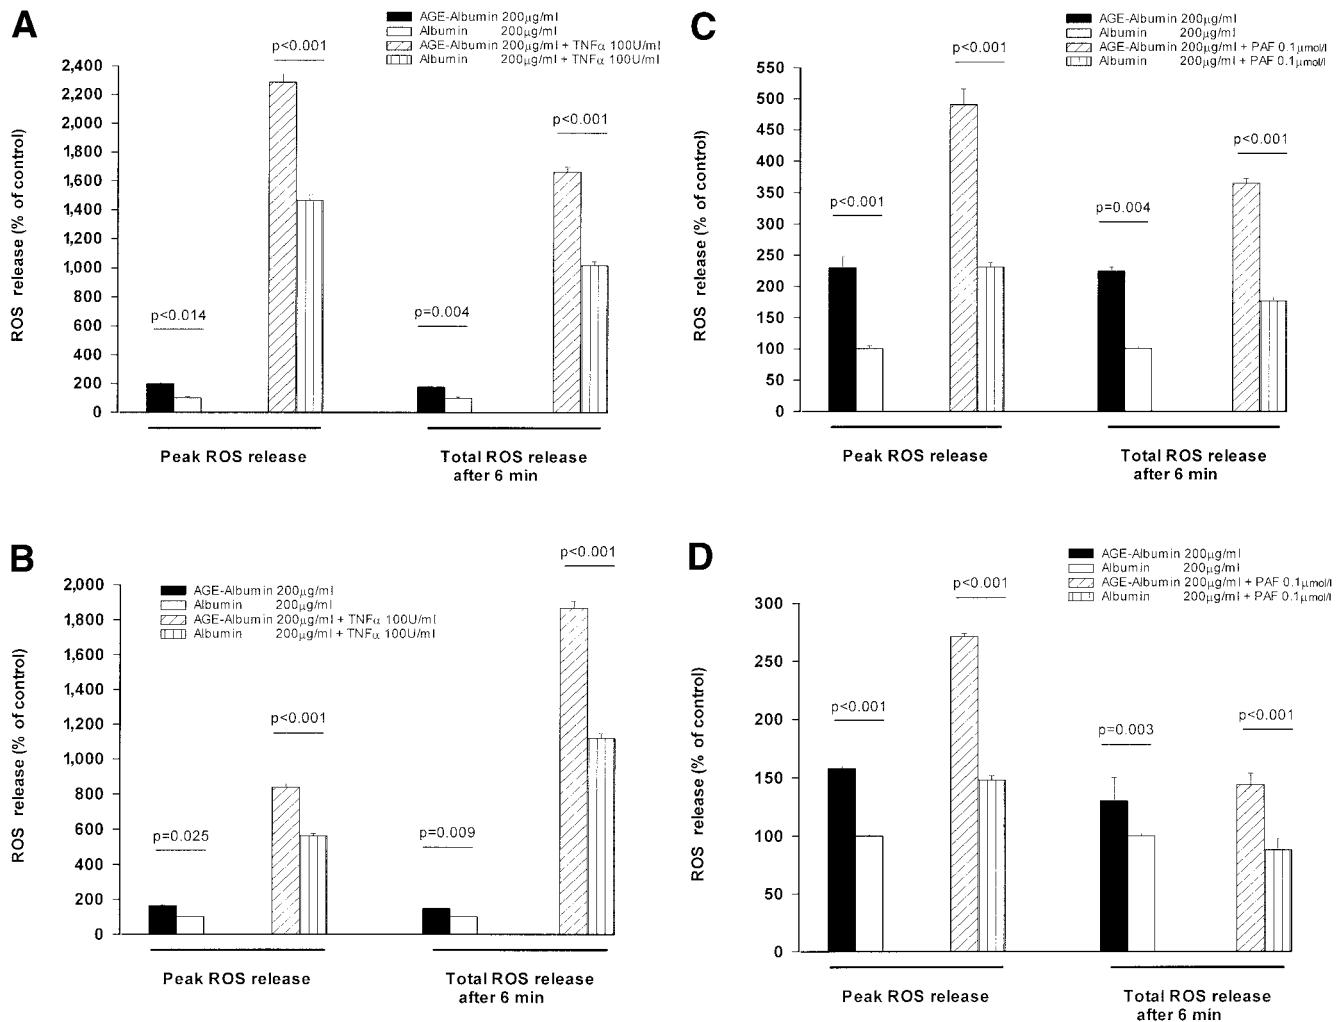 A
AGE-Albumin 200µg/ml
Albumin 200µg/ml
AGE-Albumin 200µg/ml + TNFα 100U/ml
Albumin 200µg/ml + TNFα 100U/ml
ROS release (% of control)
2,400
2,200
2,000
1,800
1,600
1,400
1,200
1,000
800
600
400
200
0
p<0.014
p<0.001
p=0.004
p<0.001
Peak ROS release
Total ROS release
after 6 min
C
AGE-Albumin 200µg/ml
Albumin 200µg/ml
AGE-Albumin 200µg/ml + PAF 0.1µmol/l
Albumin 200µg/ml + PAF 0.1µmol/l
ROS release (% of control)
550
500
450
400
350
300
250
200
150
100
50
0
p<0.001
p<0.001
p=0.004
p<0.001
Peak ROS release
Total ROS release
after 6 min
B
AGE-Albumin 200µg/ml
Albumin 200µg/ml
AGE-Albumin 200µg/ml + TNFα 100U/ml
Albumin 200µg/ml + TNFα 100U/ml
ROS release (% of control)
2,000
1,800
1,600
1,400
1,200
1,000
800
600
400
200
0
p=0.025
p<0.001
p=0.009
p<0.001
Peak ROS release
Total ROS release
after 6 min
D
AGE-Albumin 200µg/ml
Albumin 200µg/ml
AGE-Albumin 200µg/ml + PAF 0.1µmol/l
Albumin 200µg/ml + PAF 0.1µmol/l
ROS release (% of control)
300
250
200
150
100
50
0
p<0.001
p<0.001
p=0.003
p<0.001
Peak ROS release
Total ROS release
after 6 min